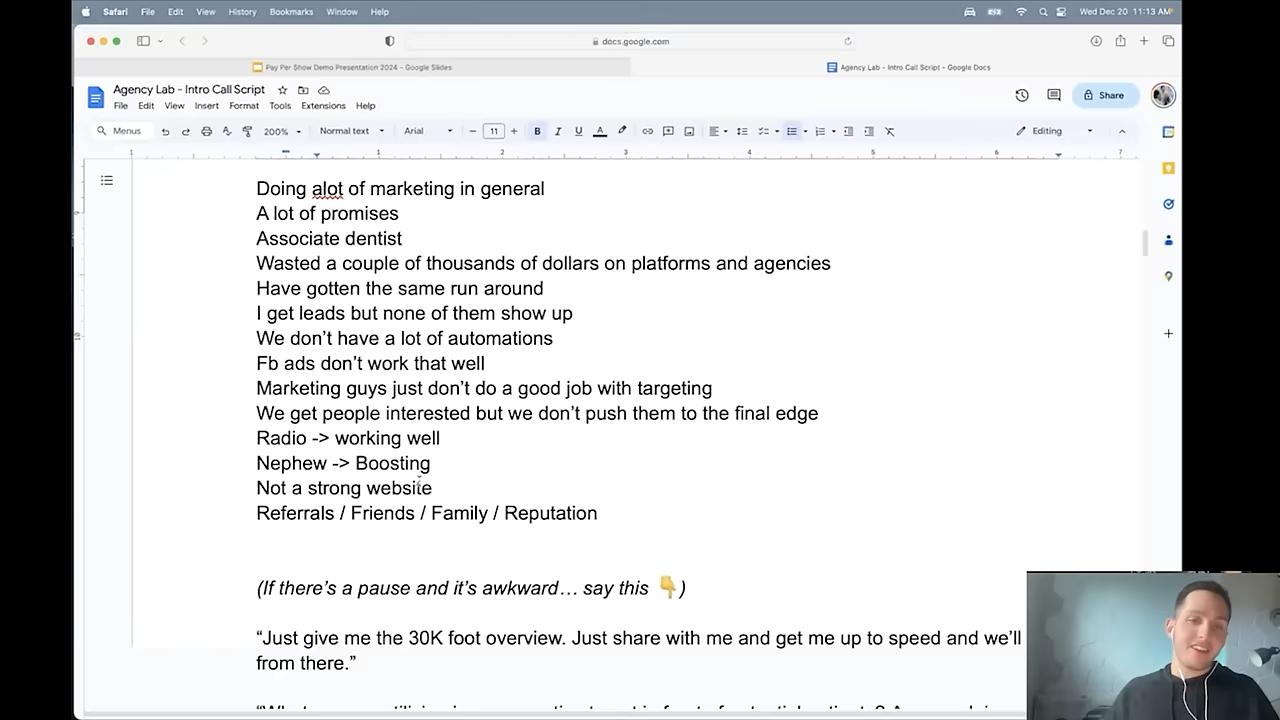 Safari File Edit View History Bookmarks Window Help Wed Dec 20 11:13 AM
docs.google.com
Pay Per Show Demo Presentation 2024 - Google Slides Agency Lab - Intro Call Script - Google Docs
Agency Lab - Intro Call Script
File Edit View Insert Format Tools Extensions Help
Share
Menus 200% Normal text Arial 11 B I U A Editing
1 1 2 3 4 5 6 7
Doing alot of marketing in general
A lot of promises
Associate dentist
Wasted a couple of thousands of dollars on platforms and agencies
Have gotten the same run around
I get leads but none of them show up
We don’t have a lot of automations
Fb ads don’t work that well
Marketing guys just don’t do a good job with targeting
We get people interested but we don’t push them to the final edge
Radio -> working well
Nephew -> Boosting
Not a strong website
Referrals / Friends / Family / Reputation
(If there’s a pause and it’s awkward… say this 👇)
“Just give me the 30K foot overview. Just share with me and get me up to speed and we’ll
from there.”